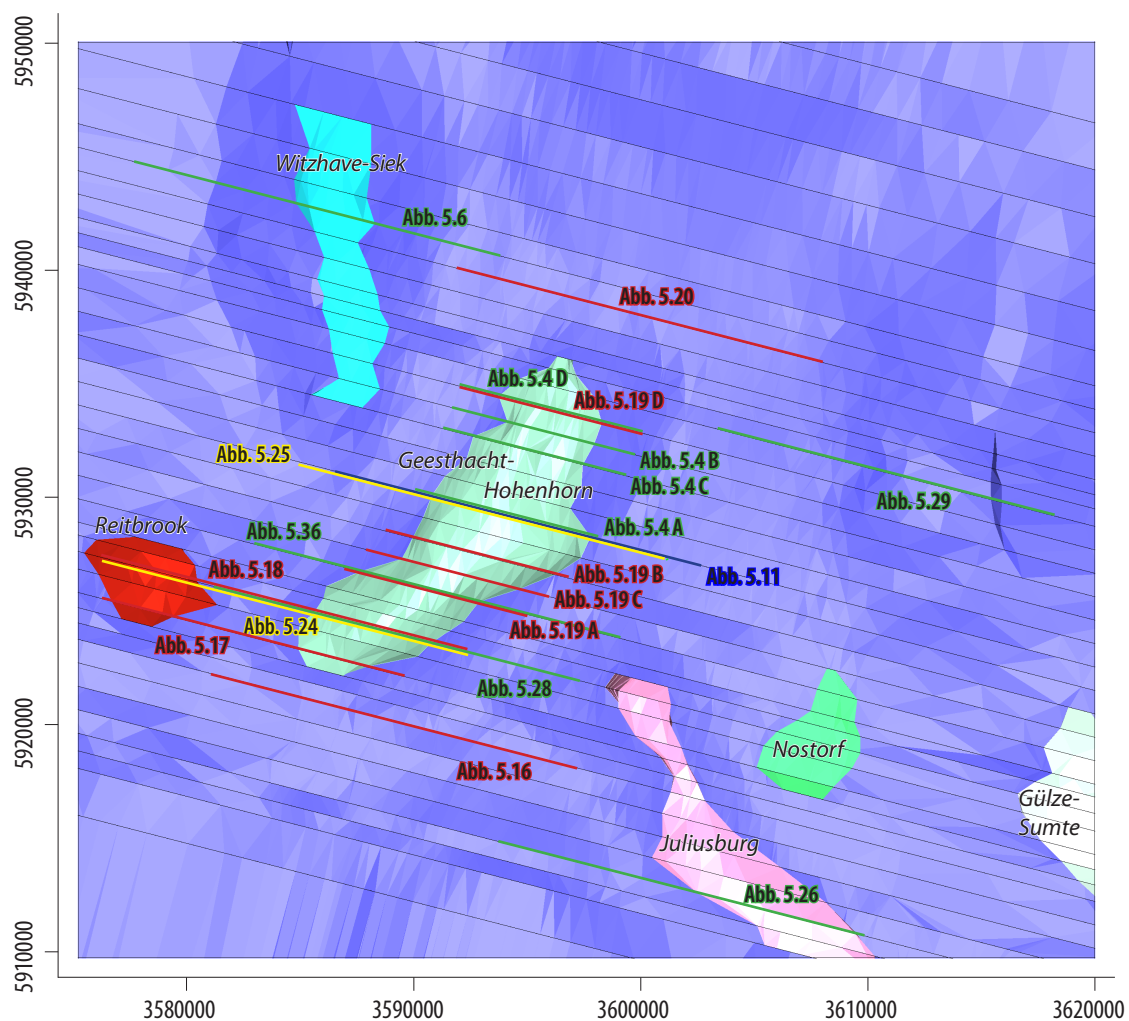 5950000
Witzhave-Siek
Abb. 5.6
5940000
Abb. 5.20
Abb. 5.4 D
Abb. 5.19 D
Abb. 5.25
Geesthacht-
Hohenhorn
Abb. 5.4 B
Abb. 5.4 C
5930000
Abb. 5.29
Reitbrook
Abb. 5.36
Abb. 5.4 A
Abb. 5.18
Abb. 5.19 B
Abb. 5.11
Abb. 5.19 C
Abb. 5.24
Abb. 5.19 A
Abb. 5.17
Abb. 5.28
5920000
Nostorf
Abb. 5.16
Gülze-
Sumte
Juliusburg
Abb. 5.26
5910000
3580000
3590000
3600000
3610000
3620000